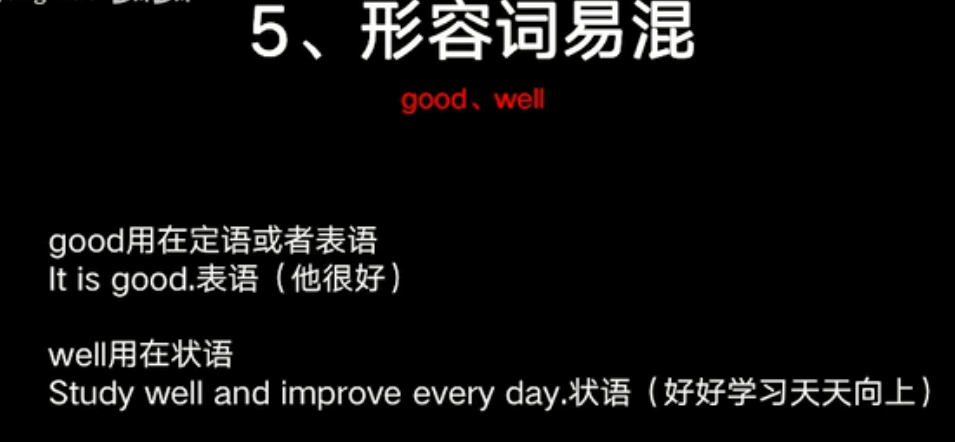 5、形容词易混
good、well
good用在定语或者表语
It is good.表语（他很好）
well用在状语
Study well and improve every day.状语（好好学习天天向上）